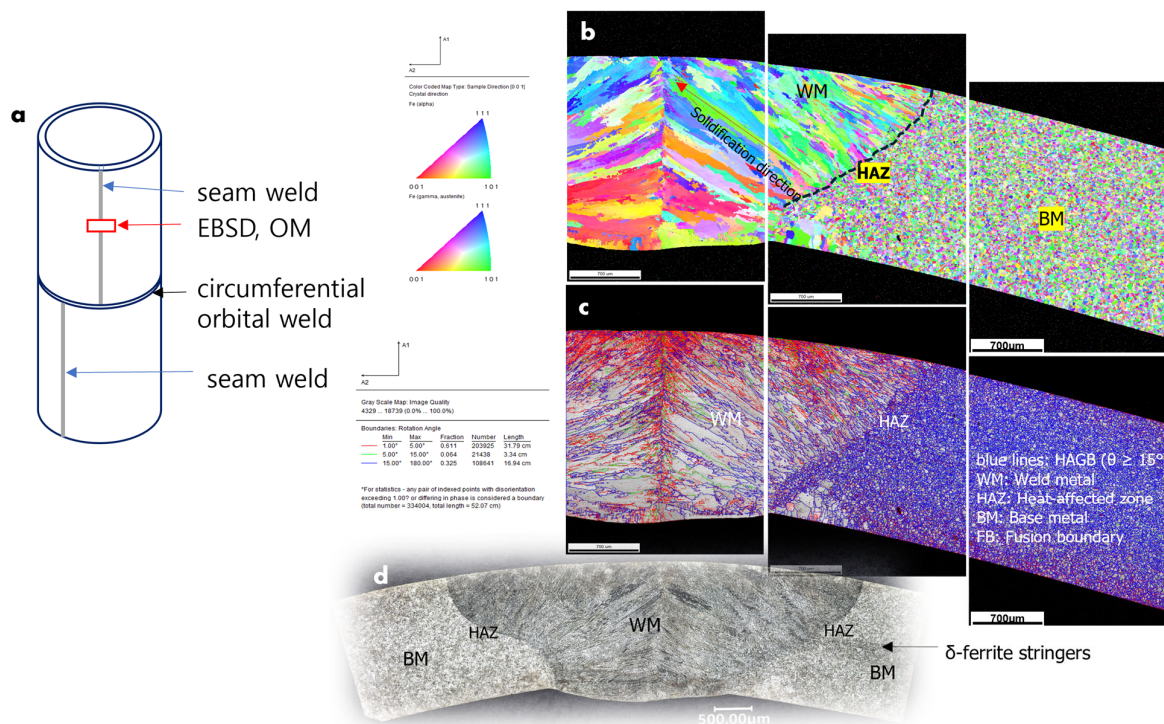 a
seam weld
EBSD, OM
circumferential
orbital weld
seam weld
A1
A2
Color Coded Map Type: Sample Direction [0 0 1]
Crystal direction
Fe (alpha)
1 1 1
0 0 1
1 0 1
Fe (gamma, austenite)
1 1 1
0 0 1
1 0 1
A1
A2
Gray Scale Map: Image Quality
4329 ... 18739 (0.0% ... 100.0%)
Boundaries: Rotation Angle
Min Max Fraction Number Length
1.00° 5.00° 0.611 203925 31.79 cm
5.00° 15.00° 0.064 21438 3.34 cm
15.00° 180.00° 0.325 108641 16.94 cm
*For statistics - any pair of indexed points with disorientation
exceeding 1.00? or differing in phase is considered a boundary
(total number = 334004, total length = 52.07 cm)
b
WM
Solidification direction
HAZ
BM
700 um
700 um
700um
c
WM
HAZ
blue lines: HAGB (θ ≥ 15°
WM: Weld metal
HAZ: Heat-affected zone
BM: Base metal
FB: Fusion boundary
700 um
700 um
700um
d
WM
HAZ
HAZ
BM
BM
δ-ferrite stringers
500.00um